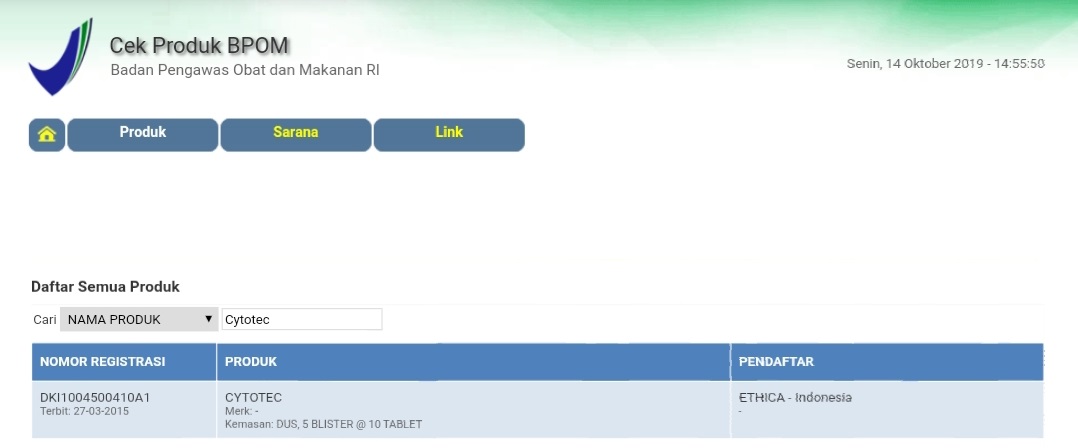 Cek Produk BPOM
Badan Pengawas Obat dan Makanan RI
Senin, 14 Oktober 2019 - 14:55:58
Produk
Sarana
Link
Daftar Semua Produk
Cari NAMA PRODUK Cytotec
NOMOR REGISTRASI PRODUK PENDAFTAR
DKI1004500410A1 CYTOTEC ETHICA - Indonesia
Terbit: 27-03-2015 Merk: - -
Kemasan: DUS, 5 BLISTER @ 10 TABLET